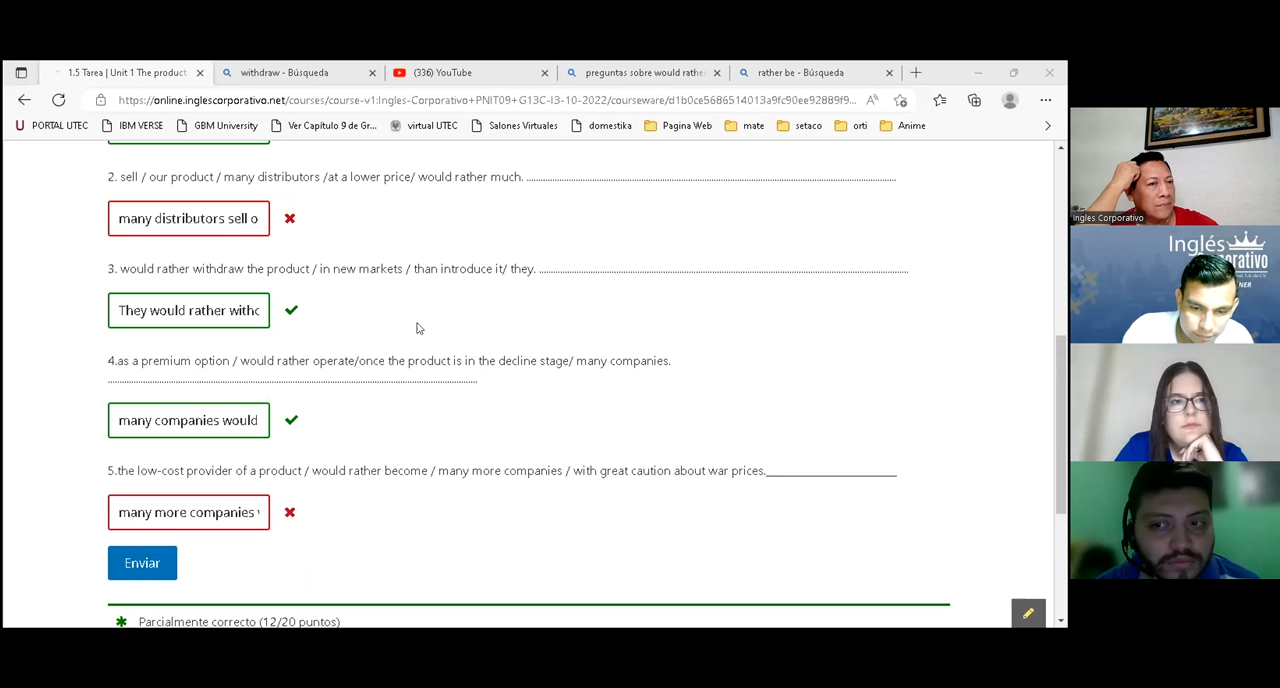 1.5 Tarea | Unit 1 The product
withdraw - Búsqueda
(336) YouTube
preguntas sobre would rathe
rather be - Búsqueda
https://online.inglescorporativo.net/courses/course-v1:Ingles-Corporativo+PNIT09+G13C-I3-10-2022/courseware/d1b0ce5686514013a9fc90ee92889f9...
PORTAL UTEC
IBM VERSE
GBM University
Ver Capítulo 9 de Gr...
virtual UTEC
Salones Virtuales
domestika
Pagina Web
mate
setaco
orti
Anime
2. sell / our product / many distributors /at a lower price/ would rather much. ........................................................................
many distributors sell o
3. would rather withdraw the product / in new markets / than introduce it/ they. ........................................................................
They would rather withd
4.as a premium option / would rather operate/once the product is in the decline stage/ many companies.
........................................................................
many companies would
5.the low-cost provider of a product / would rather become / many more companies / with great caution about war prices.____________________
many more companies
Enviar
Parcialmente correcto (12/20 puntos)
Ingles Corporativo
Inglés
NER